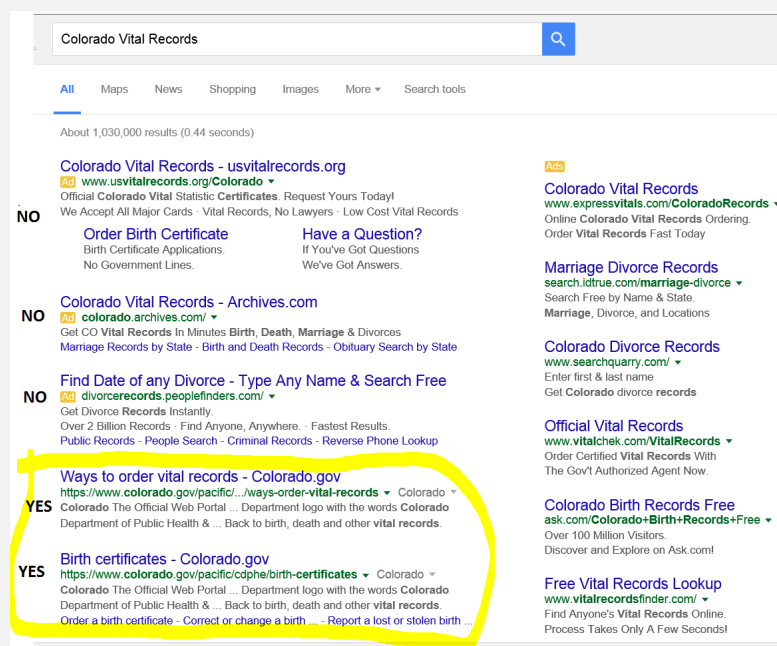 Colorado Vital Records
All Maps News Shopping Images More Search tools
About 1,030,000 results (0.44 seconds)
NO
Colorado Vital Records - usvitalrecords.org
Ad www.usvitalrecords.org/Colorado
Official Colorado Vital Statistic Certificates. Request Yours Today!
We Accept All Major Cards · Vital Records, No Lawyers · Low Cost Vital Records
Order Birth Certificate
Birth Certificate Applications.
No Government Lines.
Have a Question?
If You've Got Questions
We've Got Answers.
NO
Colorado Vital Records - Archives.com
Ad colorado.archives.com/
Get CO Vital Records In Minutes Birth, Death, Marriage & Divorces
Marriage Records by State - Birth and Death Records - Obituary Search by State
NO
Find Date of any Divorce - Type Any Name & Search Free
Ad divorcerecords.peoplefinders.com/
Get Divorce Records Instantly.
Over 2 Billion Records · Find Anyone, Anywhere. · Fastest Results.
Public Records - People Search - Criminal Records - Reverse Phone Lookup
YES
Ways to order vital records - Colorado.gov
https://www.colorado.gov/pacific/.../ways-order-vital-records Colorado
Colorado The Official Web Portal ... Department logo with the words Colorado
Department of Public Health & ... Back to birth, death and other vital records.
YES
Birth certificates - Colorado.gov
https://www.colorado.gov/pacific/cdphe/birth-certificates Colorado
Colorado The Official Web Portal ... Department logo with the words Colorado
Department of Public Health & ... Back to birth, death and other vital records.
Order a birth certificate - Correct or change a birth ... - Report a lost or stolen birth ...
Ads
Colorado Vital Records
www.expressvitals.com/ColoradoRecords
Online Colorado Vital Records Ordering.
Order Vital Records Fast Today
Marriage Divorce Records
search.idtrue.com/marriage-divorce
Search Free by Name & State.
Marriage, Divorce, and Locations
Colorado Divorce Records
www.searchquarry.com/
Enter first & last name
Get Colorado divorce records
Official Vital Records
www.vitalchek.com/VitalRecords
Order Certified Vital Records With
The Gov't Authorized Agent Now.
Colorado Birth Records Free
ask.com/Colorado+Birth+Records+Free
Over 100 Million Visitors.
Discover and Explore on Ask.com!
Free Vital Records Lookup
www.vitalrecordsfinder.com/
Find Anyone's Vital Records Online.
Process Takes Only A Few Seconds!